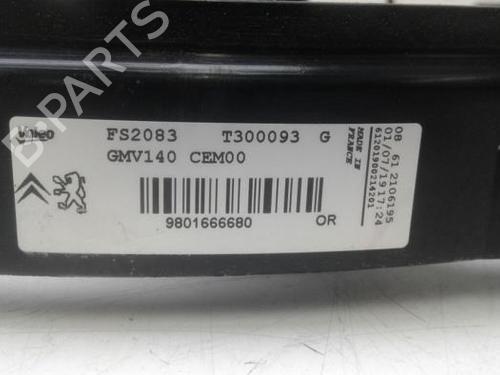 B-PARTS
Valeo
FS2083 T300093 G
GMV140 CEM00
9801666680
OR
MADE IN
FRANCE
08 61 2106195
01/07/19 17:24
61201900214201